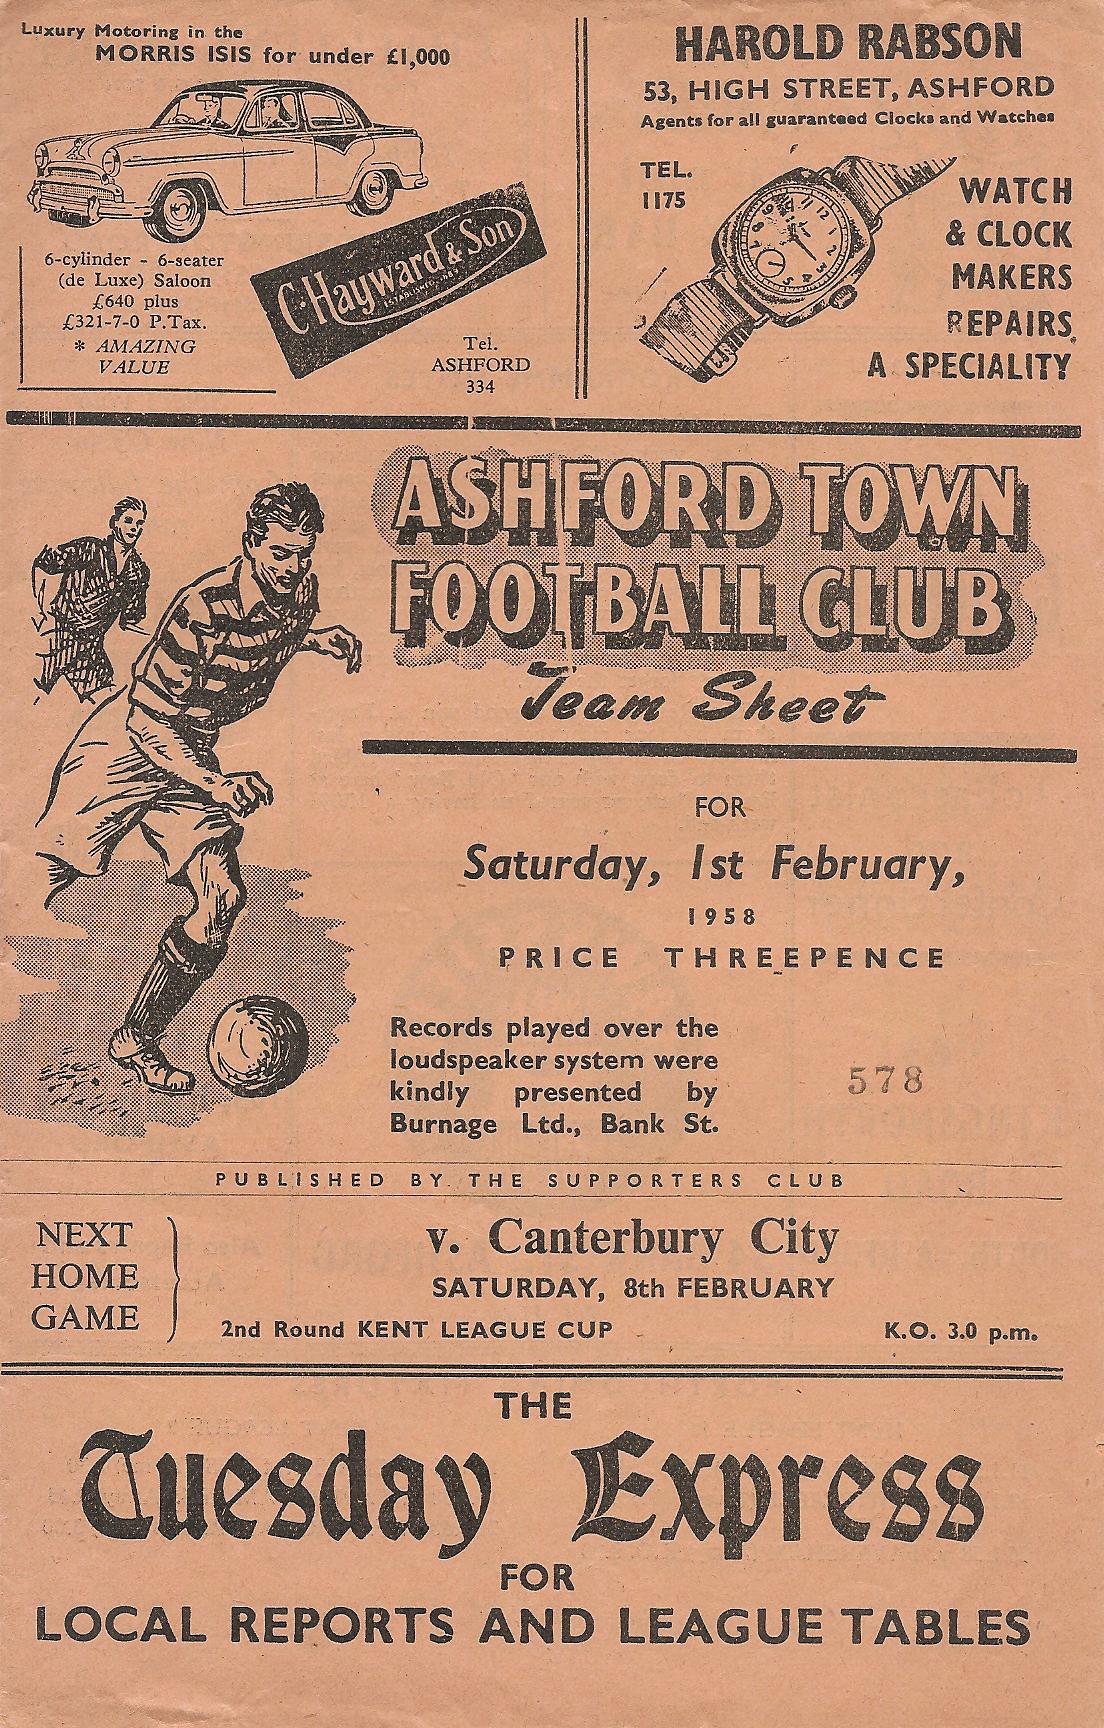 Luxury Motoring in the
MORRIS ISIS for under £1,000
6-cylinder - 6-seater
(de Luxe) Saloon
£640 plus
£321-7-0 P.Tax.
* AMAZING
VALUE
C. Hayward & Son
Tel.
ASHFORD
334
HAROLD RABSON
53, HIGH STREET, ASHFORD
Agents for all guaranteed Clocks and Watches
TEL.
1175
WATCH
& CLOCK
MAKERS
REPAIRS
A SPECIALITY
ASHFORD TOWN
FOOTBALL CLUB
Team Sheet
FOR
Saturday, 1st February,
1958
PRICE THREEPENCE
Records played over the
loudspeaker system were
kindly presented by
Burnage Ltd., Bank St.
578
PUBLISHED BY THE SUPPORTERS CLUB
NEXT
HOME
GAME
v. Canterbury City
SATURDAY, 8th FEBRUARY
2nd Round KENT LEAGUE CUP K.O. 3.0 p.m.
THE
Tuesday Express
FOR
LOCAL REPORTS AND LEAGUE TABLES